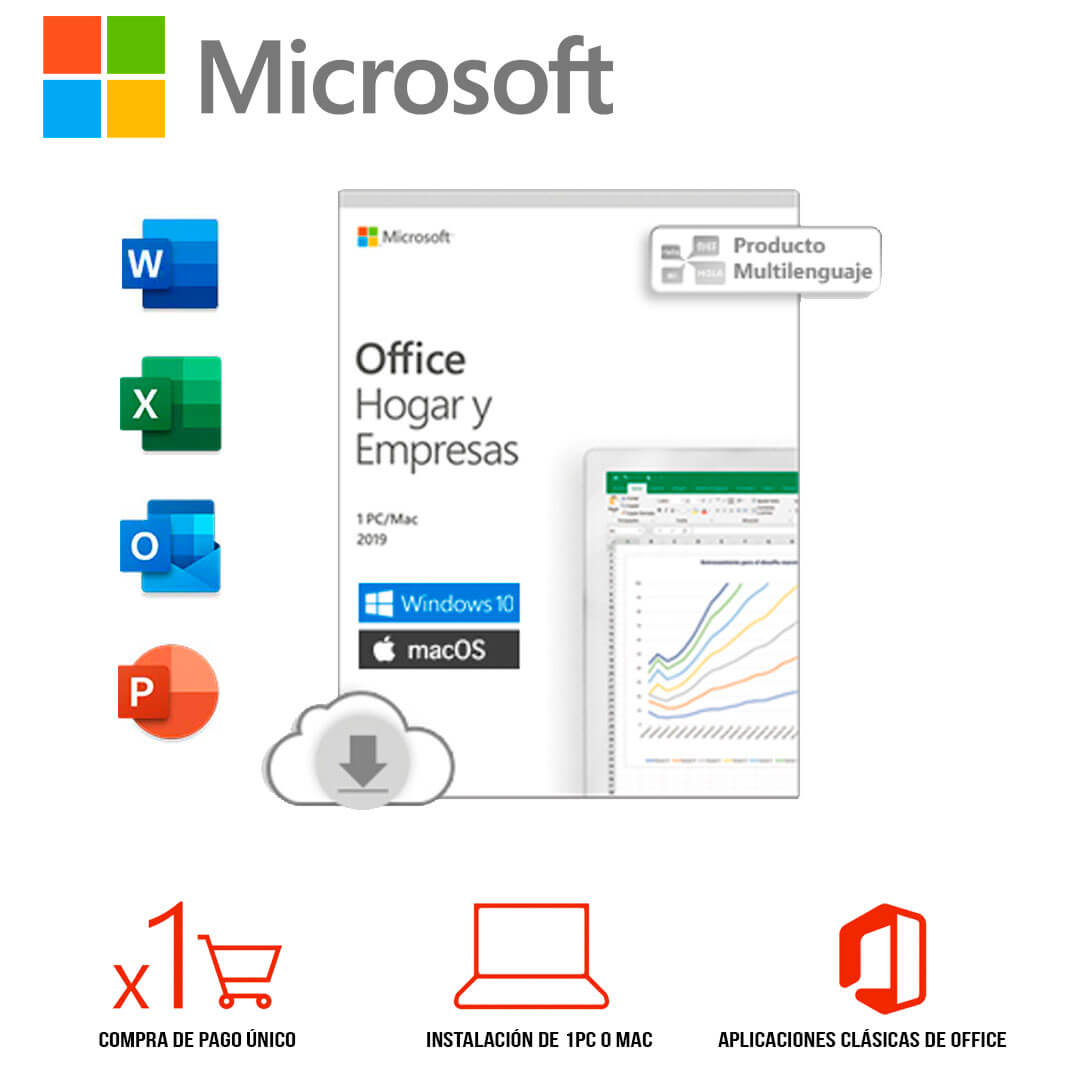 Microsoft
Microsoft
Producto
Multilenguaje
HOLA
Office
Hogar y
Empresas
1 PC/Mac
2019
Windows 10
macOS
W
X
O
P
x1
COMPRA DE PAGO ÚNICO
INSTALACIÓN DE 1PC O MAC
APLICACIONES CLÁSICAS DE OFFICE